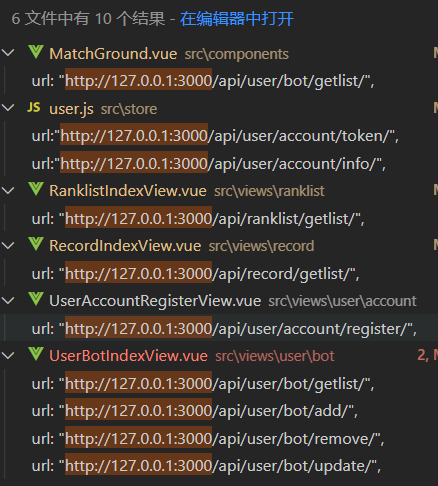 6 文件中有 10 个结果 - 在编辑器中打开
MatchGround.vue src\components
url: "http://127.0.0.1:3000/api/user/bot/getlist/",
JS user.js src\store
url:"http://127.0.0.1:3000/api/user/account/token/",
url:"http://127.0.0.1:3000/api/user/account/info/",
RanklistIndexView.vue src\views\ranklist
url: "http://127.0.0.1:3000/api/ranklist/getlist/",
RecordIndexView.vue src\views\record
url: "http://127.0.0.1:3000/api/record/getlist/",
UserAccountRegisterView.vue src\views\user\account
url: "http://127.0.0.1:3000/api/user/account/register/",
UserBotIndexView.vue src\views\user\bot 2,
url: "http://127.0.0.1:3000/api/user/bot/getlist/",
url: "http://127.0.0.1:3000/api/user/bot/add/",
url: "http://127.0.0.1:3000/api/user/bot/remove/",
url: "http://127.0.0.1:3000/api/user/bot/update/",